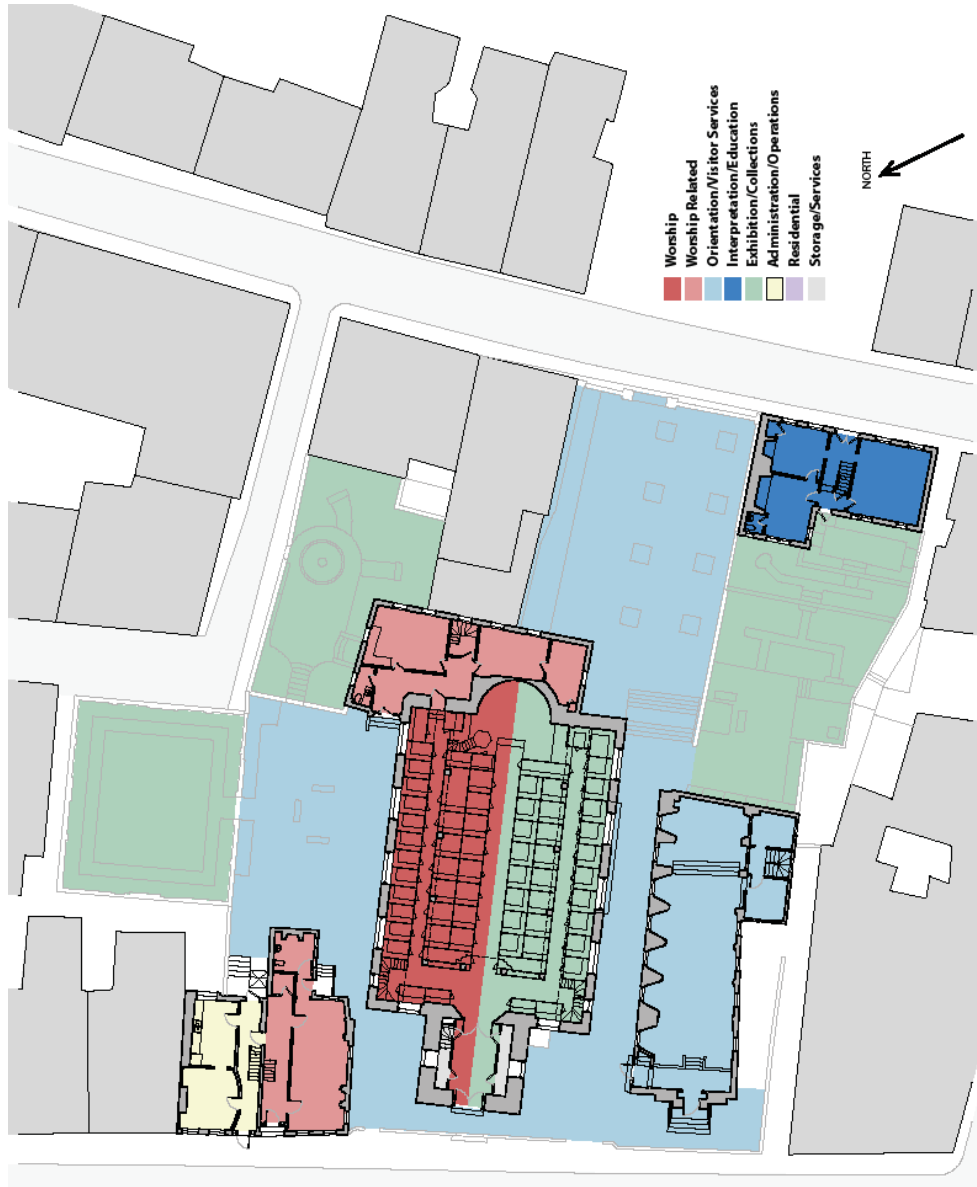 Worship
Worship Related
Orientation/Visitor Services
Interpretation/Education
Exhibition/Collections
Administration/Operations
Residential
Storage/Services
NORTH